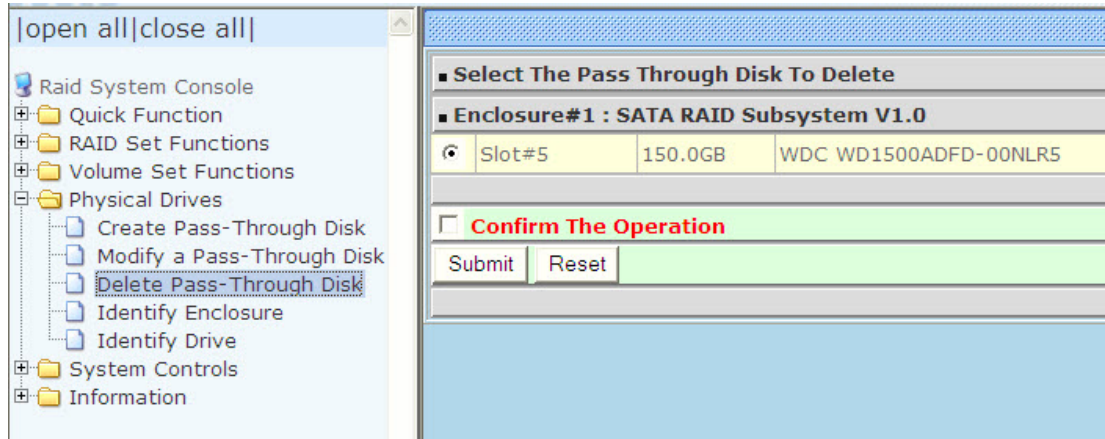 |open all|close all|
Raid System Console
Quick Function
RAID Set Functions
Volume Set Functions
Physical Drives
Create Pass-Through Disk
Modify a Pass-Through Disk
Delete Pass-Through Disk
Identify Enclosure
Identify Drive
System Controls
Information
Select The Pass Through Disk To Delete
Enclosure#1 : SATA RAID Subsystem V1.0
Slot#5 150.0GB WDC WD1500ADFD-00NLR5
Confirm The Operation
Submit Reset